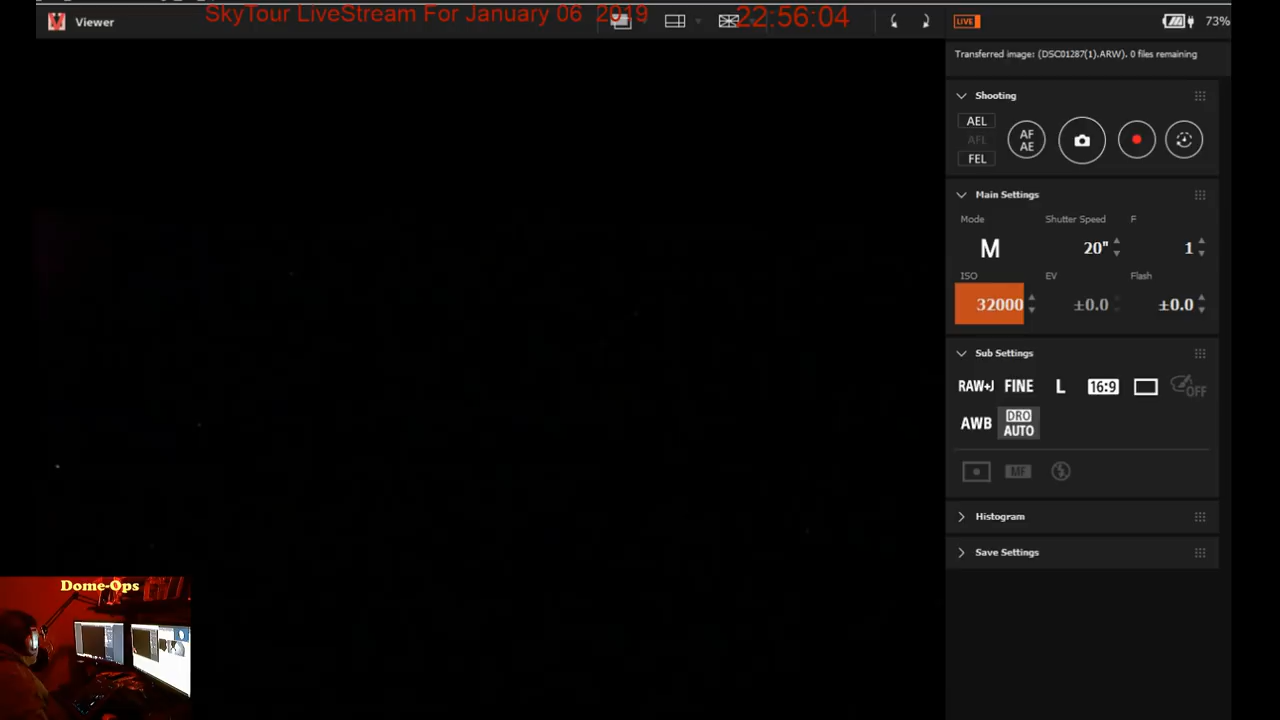 SkyTour LiveStream For January 06 2019 22:56:04
Viewer
LIVE
73%
Transferred image: (DSC01287(1).ARW). 0 files remaining
Shooting
AEL
AFL
FEL
AF
AE
Main Settings
Mode Shutter Speed F
M 20" 1
ISO EV Flash
32000 ±0.0 ±0.0
Sub Settings
RAW+J FINE L 16:9 OFF
AWB DRO AUTO
MF
Histogram
Save Settings
Dome-Ops